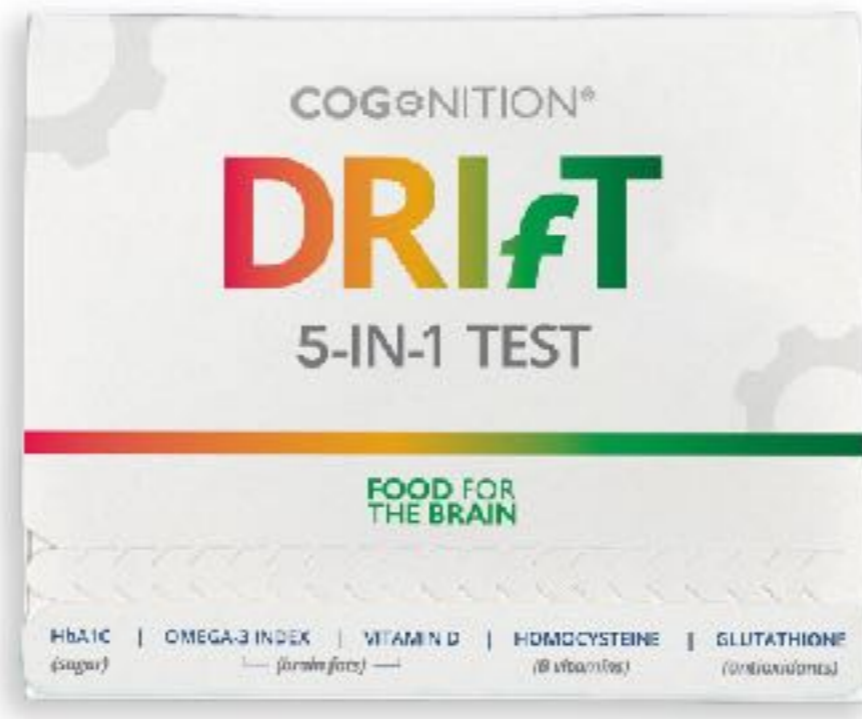 COGNITION®
DRIfT
5-IN-1 TEST
FOOD FOR
THE BRAIN
HbA1C | OMEGA-3 INDEX | VITAMIN D | HOMOCYSTEINE | GLUTATHIONE
(sugar) (brain fats) (B vitamins) (antioxidants)